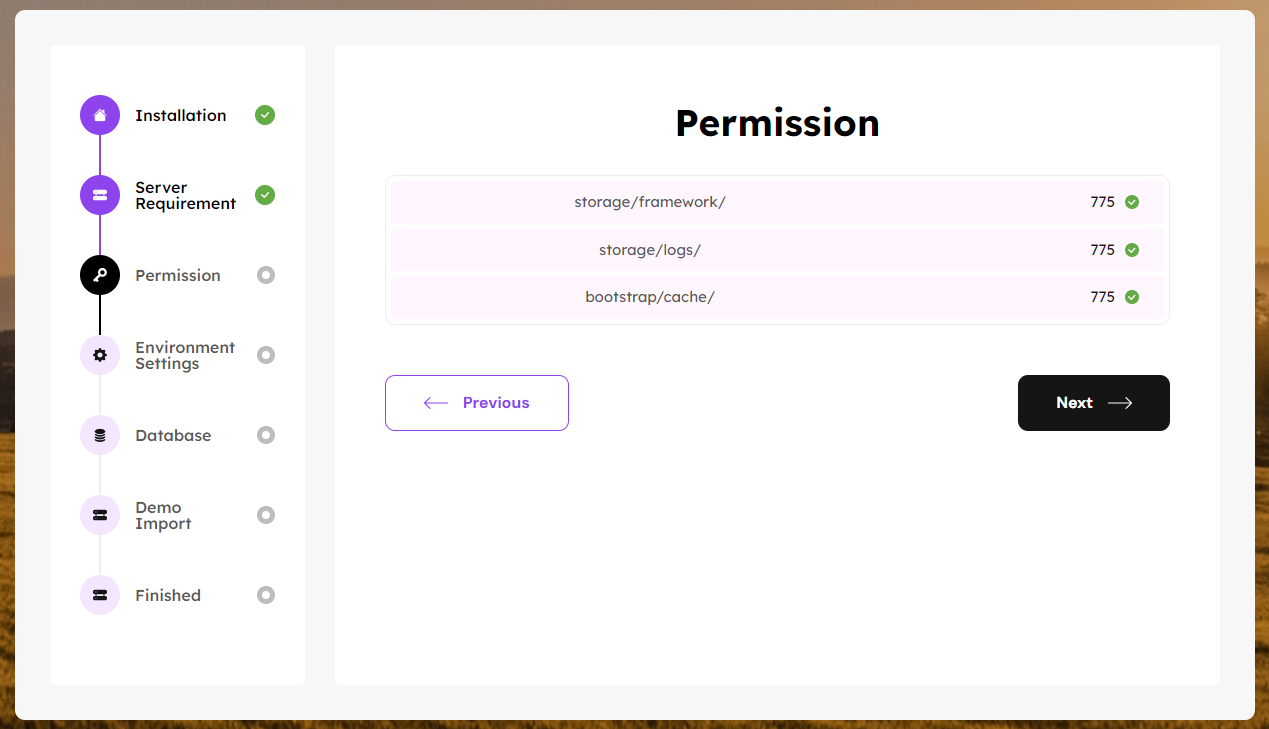 Installation
Server
Requirement
Permission
Environment
Settings
Database
Demo
Import
Finished
Permission
storage/framework/ 775
storage/logs/ 775
bootstrap/cache/ 775
Previous
Next